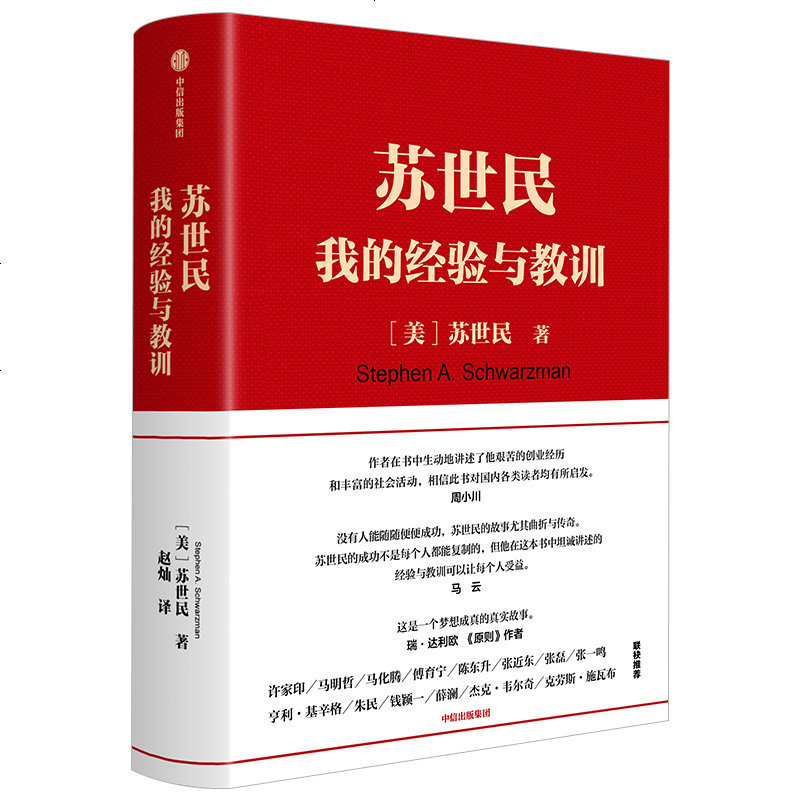 中信出版集团
苏世民
我的经验与教训
[美]苏世民 著
Stephen A. Schwarzman
赵灿 译
苏世民
我的经验与教训
[美]苏世民 著
Stephen A. Schwarzman
作者在书中生动地讲述了他艰苦的创业经历
和丰富的社会活动，相信此书对国内各类读者均有所启发。
周小川
没有人能随随便便成功，苏世民的故事尤其曲折与传奇。
苏世民的成功不是每个人都能复制的，但他在这本书中坦诚讲述的
经验与教训可以让每个人受益。
马 云
这是一个梦想成真的真实故事。
瑞·达利欧 《原则》作者
许家印/马明哲/马化腾/傅育宁/陈东升/张近东/张磊/张一鸣
亨利·基辛格/朱民/钱颖一/薛澜/杰克·韦尔奇/克劳斯·施瓦布
联袂推荐
中信出版集团